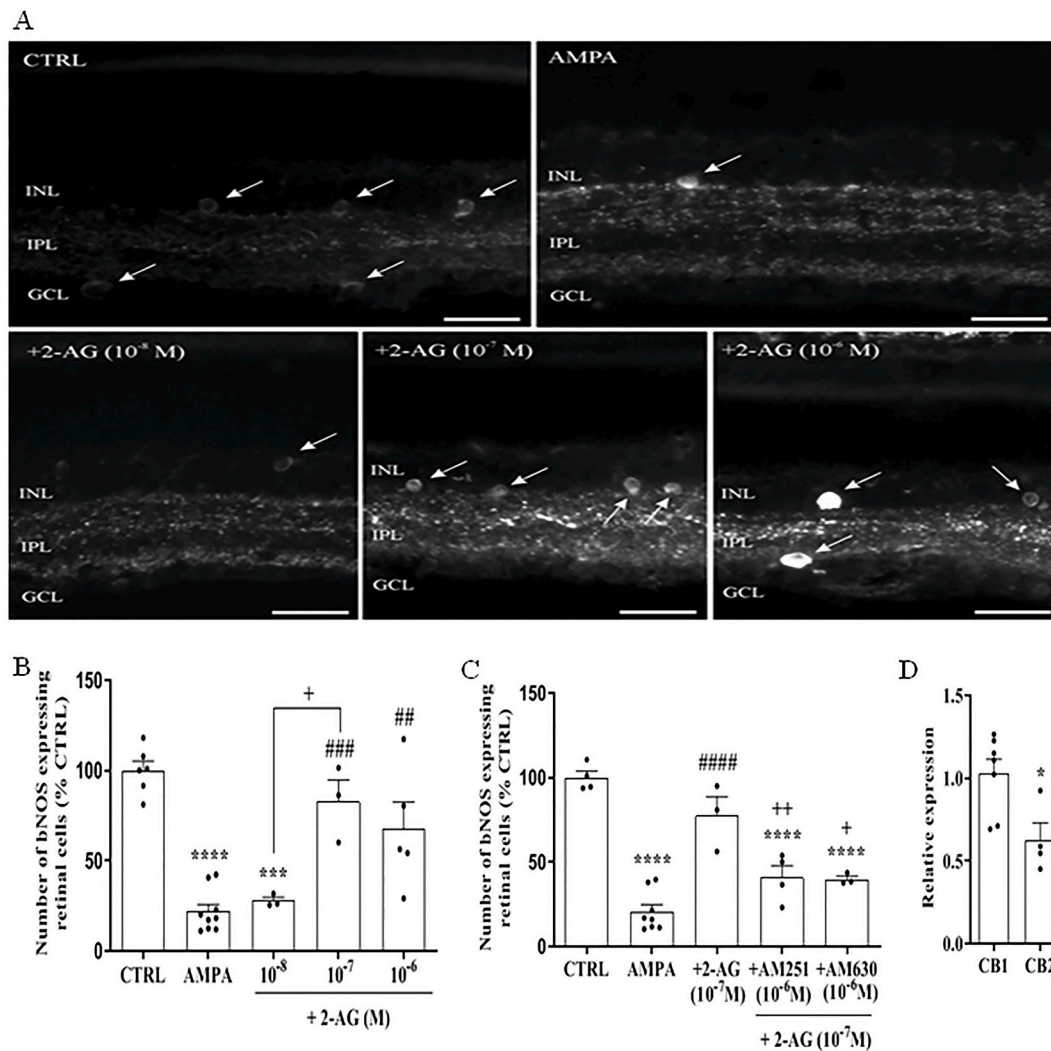 A
CTRL
INL
IPL
GCL
AMPA
INL
IPL
GCL
+2-AG (10⁻⁸ M)
INL
IPL
GCL
+2-AG (10⁻⁷ M)
INL
IPL
GCL
+2-AG (10⁻⁶ M)
INL
IPL
GCL
B
Number of bNOS expressing
retinal cells (% CTRL)
150
100
50
0
****
***
+
###
##
CTRL AMPA 10⁻⁸ 10⁻⁷ 10⁻⁶
+ 2-AG (M)
C
Number of bNOS expressing
retinal cells (% CTRL)
150
100
50
0
****
####
++
****
+
****
CTRL AMPA +2-AG +AM251 +AM630
(10⁻⁷M) (10⁻⁶M) (10⁻⁶M)
+ 2-AG (10⁻⁷M)
D
Relative expression
1.5
1.0
0.5
0.0
*
CB1 CB2